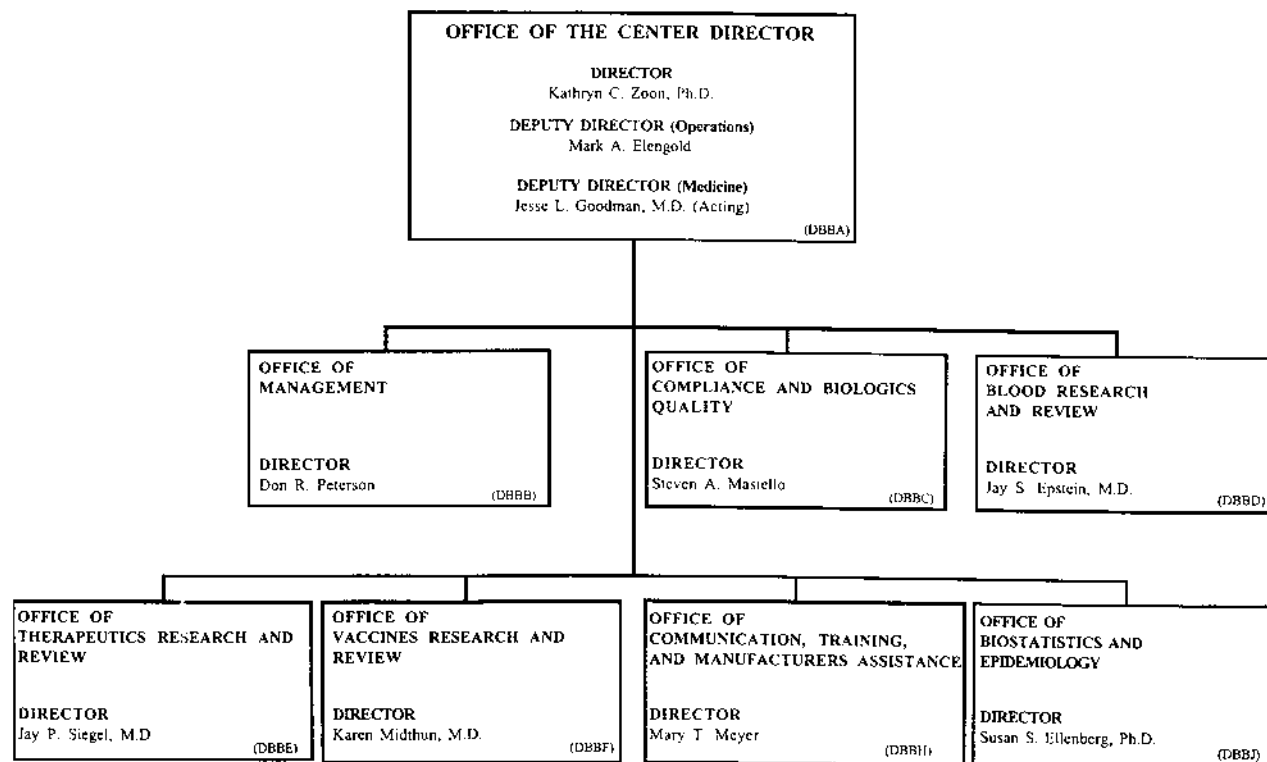 OFFICE OF THE CENTER DIRECTOR
DIRECTOR
Kathryn C. Zoon, Ph.D.
DEPUTY DIRECTOR (Operations)
Mark A. Elengold
DEPUTY DIRECTOR (Medicine)
Jesse L. Goodman, M.D. (Acting)
(DBBA)
OFFICE OF
MANAGEMENT
DIRECTOR
Don R. Peterson
(DBBB)
OFFICE OF
COMPLIANCE AND BIOLOGICS
QUALITY
DIRECTOR
Steven A. Masiello
(DBBC)
OFFICE OF
BLOOD RESEARCH
AND REVIEW
DIRECTOR
Jay S. Epstein, M.D.
(DBBD)
OFFICE OF
THERAPEUTICS RESEARCH AND
REVIEW
DIRECTOR
Jay P. Siegel, M.D
(DBBE)
OFFICE OF
VACCINES RESEARCH AND
REVIEW
DIRECTOR
Karen Midthun, M.D.
(DBBF)
OFFICE OF
COMMUNICATION, TRAINING,
AND MANUFACTURERS ASSISTANCE
DIRECTOR
Mary T. Meyer
(DBBH)
OFFICE OF
BIOSTATISTICS AND
EPIDEMIOLOGY
DIRECTOR
Susan S. Ellenberg, Ph.D.
(DBBJ)